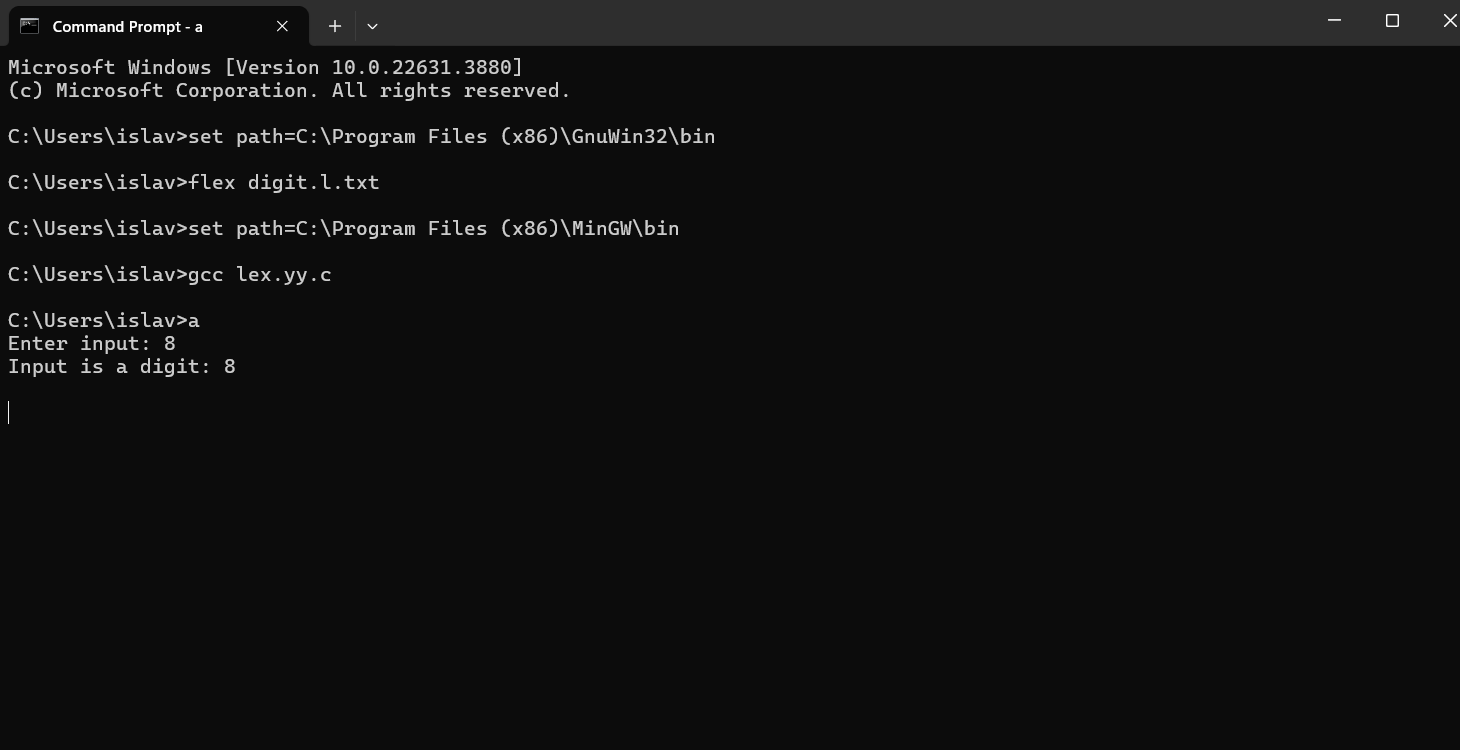 Command Prompt - a
Microsoft Windows [Version 10.0.22631.3880]
(c) Microsoft Corporation. All rights reserved.
C:\Users\islav>set path=C:\Program Files (x86)\GnuWin32\bin
C:\Users\islav>flex digit.l.txt
C:\Users\islav>set path=C:\Program Files (x86)\MinGW\bin
C:\Users\islav>gcc lex.yy.c
C:\Users\islav>a
Enter input: 8
Input is a digit: 8